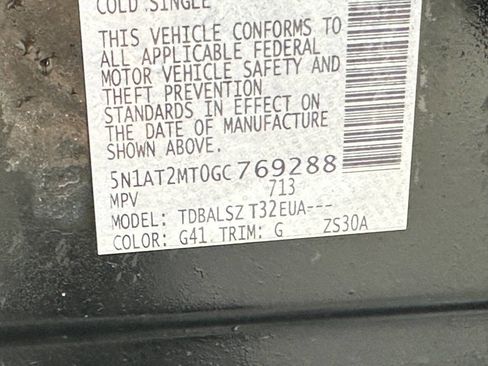 COLD SINGLE
THIS VEHICLE CONFORMS TO
ALL APPLICABLE FEDERAL
MOTOR VEHICLE SAFETY AND
THEFT PREVENTION
STANDARDS IN EFFECT ON
THE DATE OF MANUFACTURE
SHOWN ABOVE.
5N1AT2MT0GC769288
MPV 713
MODEL: TDBALSZ T32EUA---
COLOR: G41 TRIM: G ZS30A